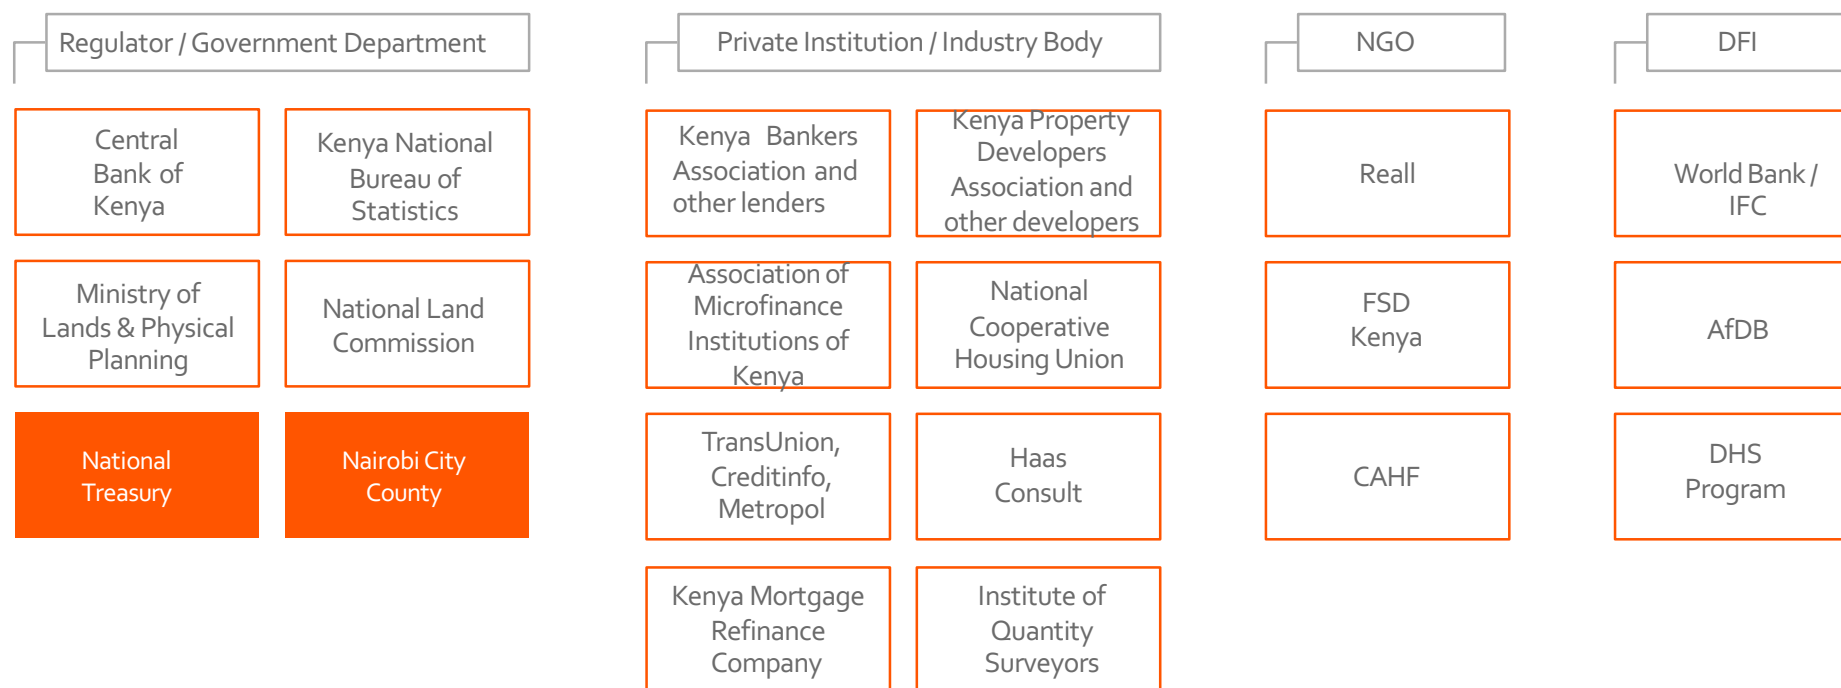 Regulator / Government Department
Central
Bank of
Kenya
Kenya National
Bureau of
Statistics
Ministry of
Lands & Physical
Planning
National Land
Commission
National
Treasury
Nairobi City
County
Private Institution / Industry Body
Kenya Bankers
Association and
other lenders
Kenya Property
Developers
Association and
other developers
Association of
Microfinance
Institutions of
Kenya
National
Cooperative
Housing Union
TransUnion,
Creditinfo,
Metropol
Haas
Consult
Kenya Mortgage
Refinance
Company
Institute of
Quantity
Surveyors
NGO
Reall
FSD
Kenya
CAHF
DFI
World Bank /
IFC
AfDB
DHS
Program